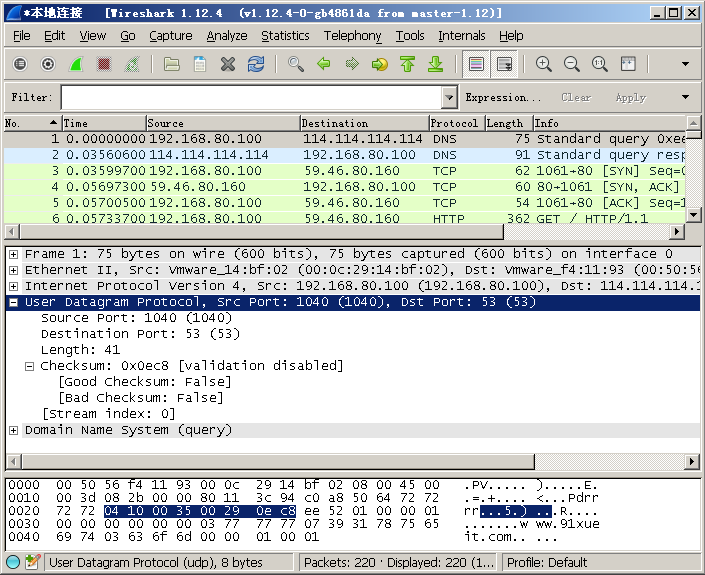 *本地连接 [Wireshark 1.12.4 (v1.12.4-0-gb4861da from master-1.12)]
File Edit View Go Capture Analyze Statistics Telephony Tools Internals Help
Filter: Expression... Clear Apply
No. Time Source Destination Protocol Length Info
1 0.00000000 192.168.80.100 114.114.114.114 DNS 75 Standard query 0xee
2 0.03560600 114.114.114.114 192.168.80.100 DNS 91 Standard query resp
3 0.03599700 192.168.80.100 59.46.80.160 TCP 62 1061→80 [SYN] Seq=0
4 0.05697300 59.46.80.160 192.168.80.100 TCP 60 80→1061 [SYN, ACK]
5 0.05700500 192.168.80.100 59.46.80.160 TCP 54 1061→80 [ACK] Seq=1
6 0.05733700 192.168.80.100 59.46.80.160 HTTP 362 GET / HTTP/1.1
Frame 1: 75 bytes on wire (600 bits), 75 bytes captured (600 bits) on interface 0
Ethernet II, Src: Vmware_14:bf:02 (00:0c:29:14:bf:02), Dst: Vmware_f4:11:93 (00:50:56
Internet Protocol Version 4, Src: 192.168.80.100 (192.168.80.100), Dst: 114.114.114.1
User Datagram Protocol, Src Port: 1040 (1040), Dst Port: 53 (53)
Source Port: 1040 (1040)
Destination Port: 53 (53)
Length: 41
Checksum: 0x0ec8 [validation disabled]
[Good Checksum: False]
[Bad Checksum: False]
[Stream index: 0]
Domain Name System (query)
0000 00 50 56 f4 11 93 00 0c 29 14 bf 02 08 00 45 00 .PV..... ).....E.
0010 00 3d 08 2b 00 00 80 11 3c 94 c0 a8 50 64 72 72 .=.+.... <...Pdrr
0020 72 72 04 10 00 35 00 29 0e c8 ee 52 01 00 00 01 rr...5.) ...R....
0030 00 00 00 00 00 00 03 77 77 77 07 39 31 78 75 65 .......w ww.91xue
0040 69 74 03 63 6f 6d 00 00 01 00 01 it.com.. ...
User Datagram Protocol (udp), 8 bytes Packets: 220 · Displayed: 220 (1... Profile: Default